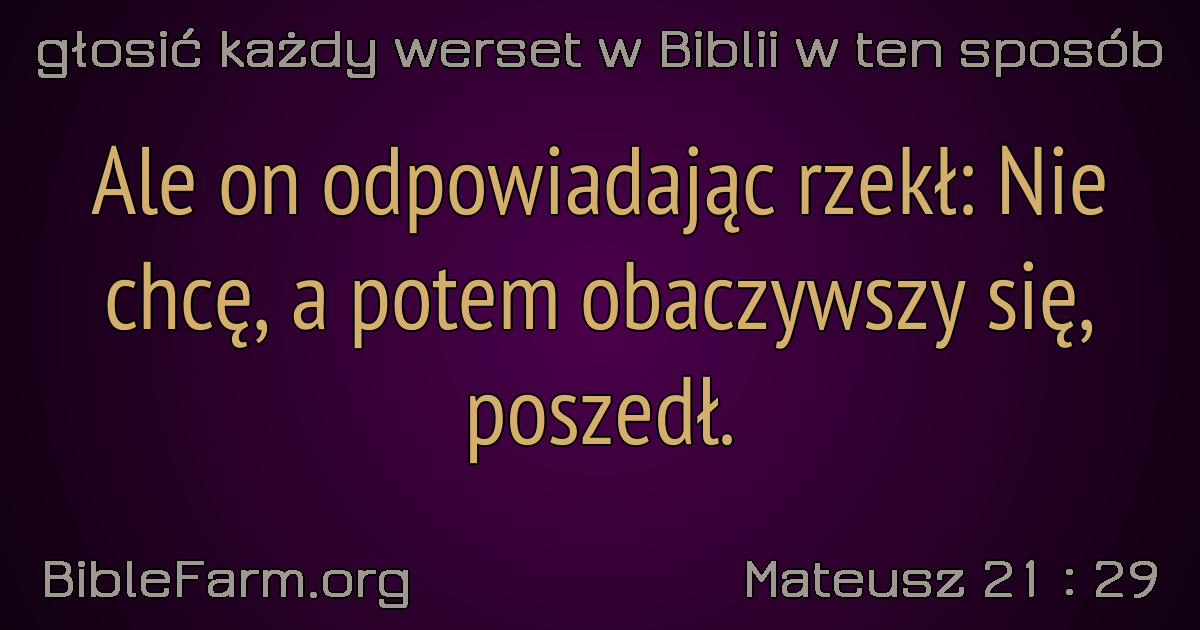 głosić każdy werset w Biblii w ten sposób
Ale on odpowiadając rzekł: Nie
chcę, a potem obaczywszy się,
poszedł.
BibleFarm.org
Mateusz 21 : 29